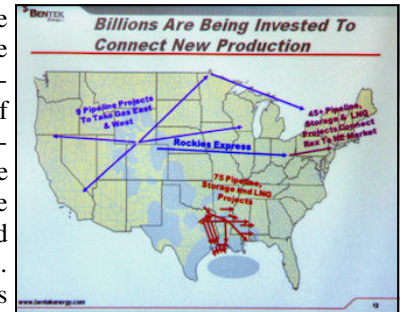 e
e
-
f
-
e
e
d
.
s
BENTEK
Energy
Billions Are Being Invested To
Connect New Production
9 Pipeline Projects
To Take Gas East
& West
45+ Pipeline,
Storage & LNG
Projects Connect
Rex To NE Market
Rockies Express
75 Pipeline,
Storage and LNG
Projects
www.bentekenergy.com
12